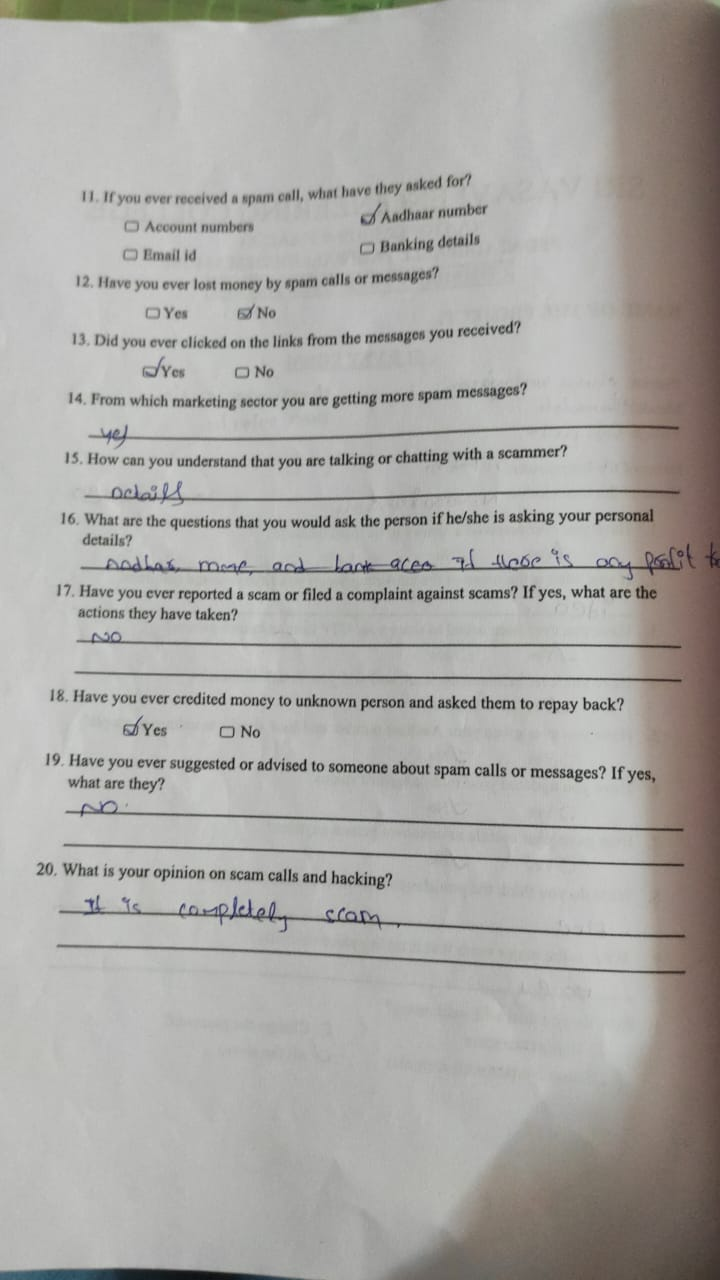 11. If you ever received a spam call, what have they asked for?
☐ Account numbers ☑ Aadhaar number
☐ Email id ☐ Banking details
12. Have you ever lost money by spam calls or messages?
☐ Yes ☑ No
13. Did you ever clicked on the links from the messages you received?
☑ Yes ☐ No
14. From which marketing sector you are getting more spam messages?
yes
15. How can you understand that you are talking or chatting with a scammer?
16. What are the questions that you would ask the person if he/she is asking your personal
details?
and bank if there is any profit
17. Have you ever reported a scam or filed a complaint against scams? If yes, what are the
actions they have taken?
NO
18. Have you ever credited money to unknown person and asked them to repay back?
☑ Yes ☐ No
19. Have you ever suggested or advised to someone about spam calls or messages? If yes,
what are they?
NO.
20. What is your opinion on scam calls and hacking?
It is completely scam.